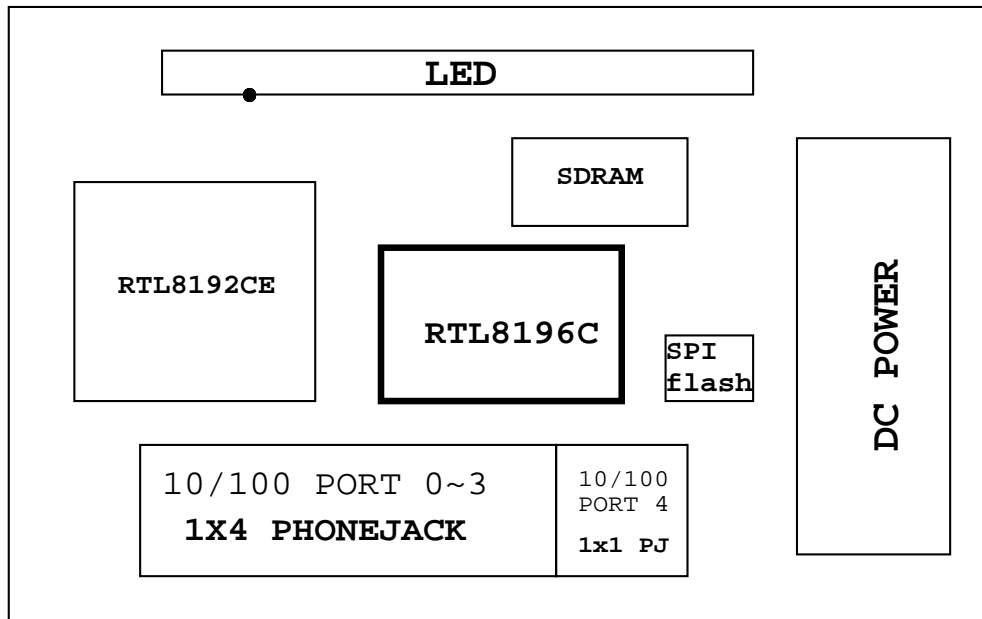 LED
SDRAM
RTL8192CE
RTL8196C
SPI
flash
DC POWER
10/100 PORT 0~3
1X4 PHONEJACK
10/100
PORT 4
1x1 PJ